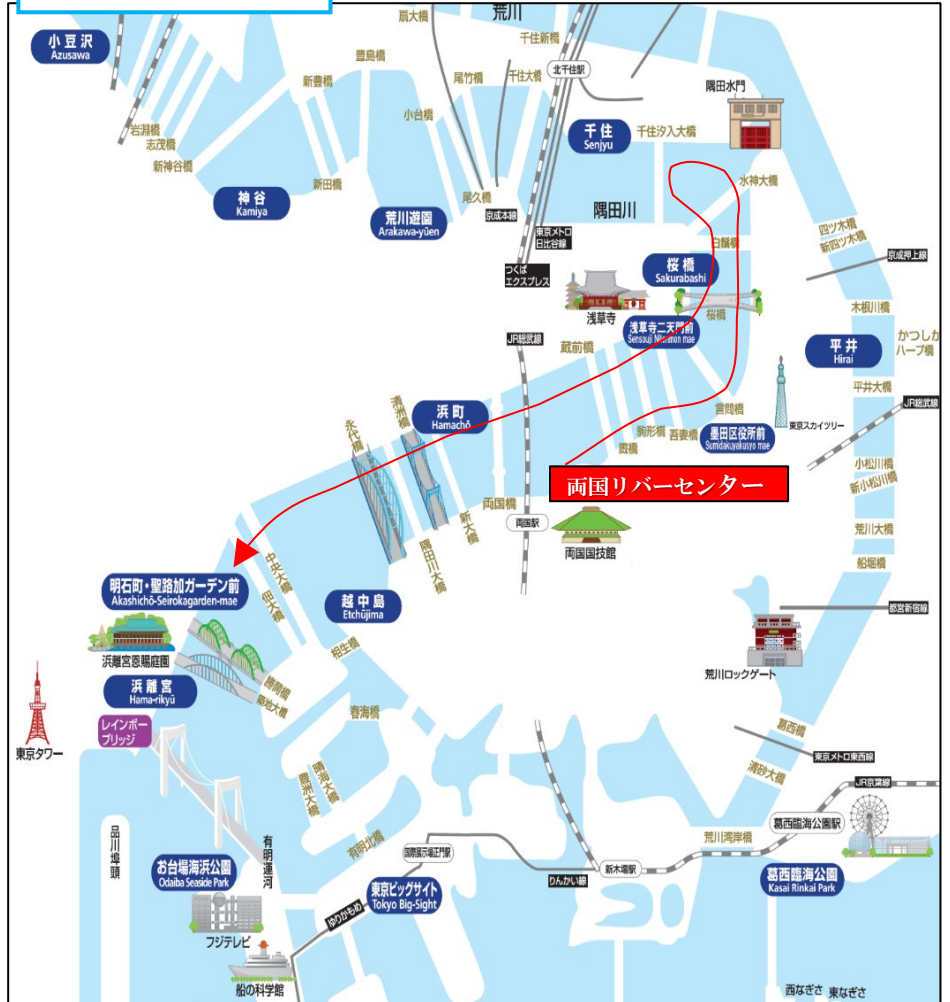 荒川
扇大橋
千住新橋
小豆沢
Azusawa
豊島橋
新豊橋
尾竹橋
千住大橋
北千住駅
隅田水門
小台橋
千住
Senjyu
千住汐入大橋
岩淵橋
志茂橋
新神谷橋
新田橋
神谷
Kamiya
尾久橋
水神大橋
荒川遊園
Arakawa-yūen
京成本線
隅田川
東京メトロ
日比谷線
白鬚橋
四ツ木橋
新四ツ木橋
京成押上線
つくば
エクスプレス
桜橋
Sakurabashi
浅草寺
桜橋
木根川橋
浅草寺二天門前
Sensouji Nitenmon mae
かつしか
ハープ橋
JR総武線
蔵前橋
平井
Hirai
平井大橋
JR総武線
浜町
Hamachō
清洲橋
永代橋
言問橋
東京スカイツリー
駒形橋
吾妻橋
厩橋
墨田区役所前
Sumidakuyakusyo mae
小松川橋
新小松川橋
両国リバーセンター
両国橋
新大橋
両国駅
両国国技館
荒川大橋
船堀橋
隅田川大橋
中央大橋
佃大橋
明石町・聖路加ガーデン前
Akashichō-Seirokagarden-mae
越中島
Etchūjima
都営新宿線
相生橋
浜離宮恩賜庭園
荒川ロックゲート
浜離宮
Hama-rikyū
勝鬨橋
築地大橋
春海橋
レインボー
ブリッジ
東京タワー
葛西橋
東京メトロ東西線
清砂大橋
晴海大橋
豊洲大橋
JR京葉線
葛西臨海公園駅
品川埠頭
有明運河
有明北橋
荒川湾岸橋
お台場海浜公園
Odaiba Seaside Park
国際展示場正門駅
りんかい線
新木場駅
葛西臨海公園
Kasai Rinkai Park
東京ビッグサイト
Tokyo Big-Sight
ゆりかもめ
フジテレビ
船の科学館
西なぎさ
東なぎさ